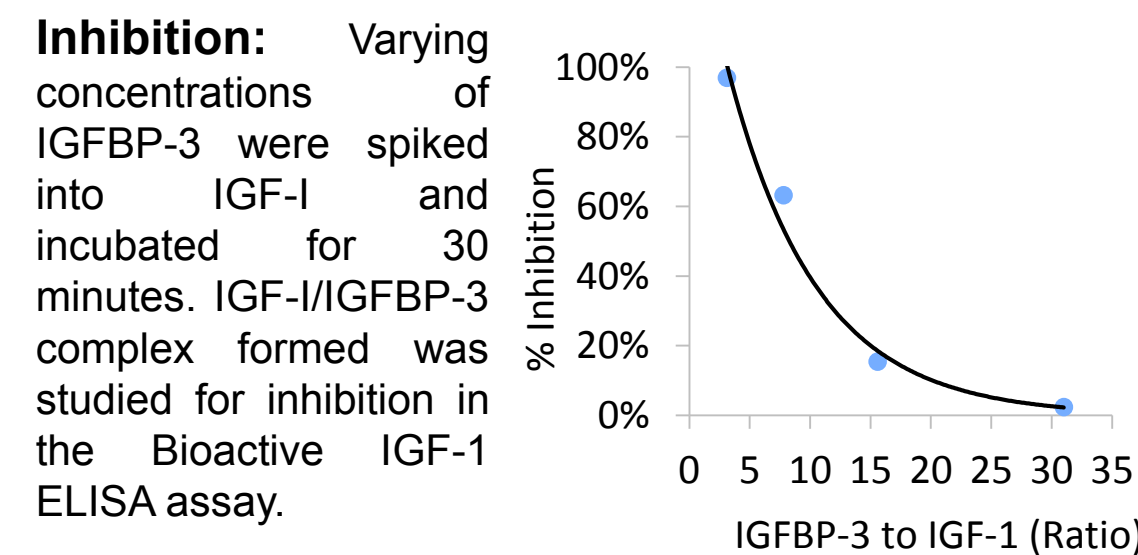 Inhibition: Varying
concentrations of
IGFBP-3 were spiked
into IGF-I and
incubated for 30
minutes. IGF-I/IGFBP-3
complex formed was
studied for inhibition in
the Bioactive IGF-1
ELISA assay.
% Inhibition
100%
80%
60%
40%
20%
0%
0 5 10 15 20 25 30 35
IGFBP-3 to IGF-1 (Ratio)